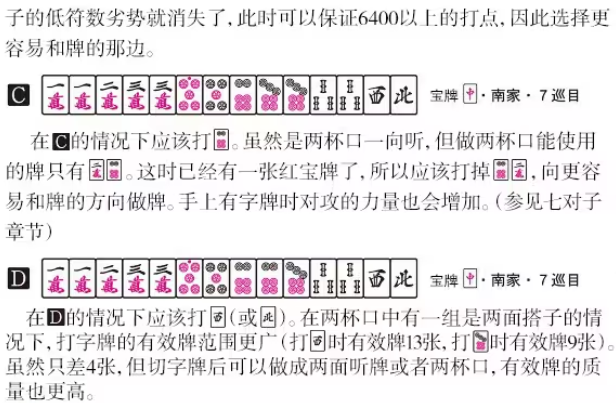 子的低符数劣势就消失了，此时可以保证6400以上的打点，因此选择更
容易和牌的那边。
C 一萬 一萬 二萬 三萬 三萬 西 北 宝牌中·南家·7巡目
在C的情况下应该打。虽然是两杯口一向听，但做两杯口能使用
的牌只有二萬。这时已经有一张红宝牌了，所以应该打掉二萬，向更容
易和牌的方向做牌。手上有字牌时对攻的力量也会增加。（参见七对子
章节）
D 一萬 一萬 二萬 三萬 三萬 西 北 宝牌中·南家·7巡目
在D的情况下应该打西（或北）。在两杯口中有一组是两面搭子的情
况下，打字牌的有效牌范围更广（打西时有效牌13张，打时有效牌9张）。
虽然只差4张，但切字牌后可以做成两面听牌或者两杯口，有效牌的质
量也更高。